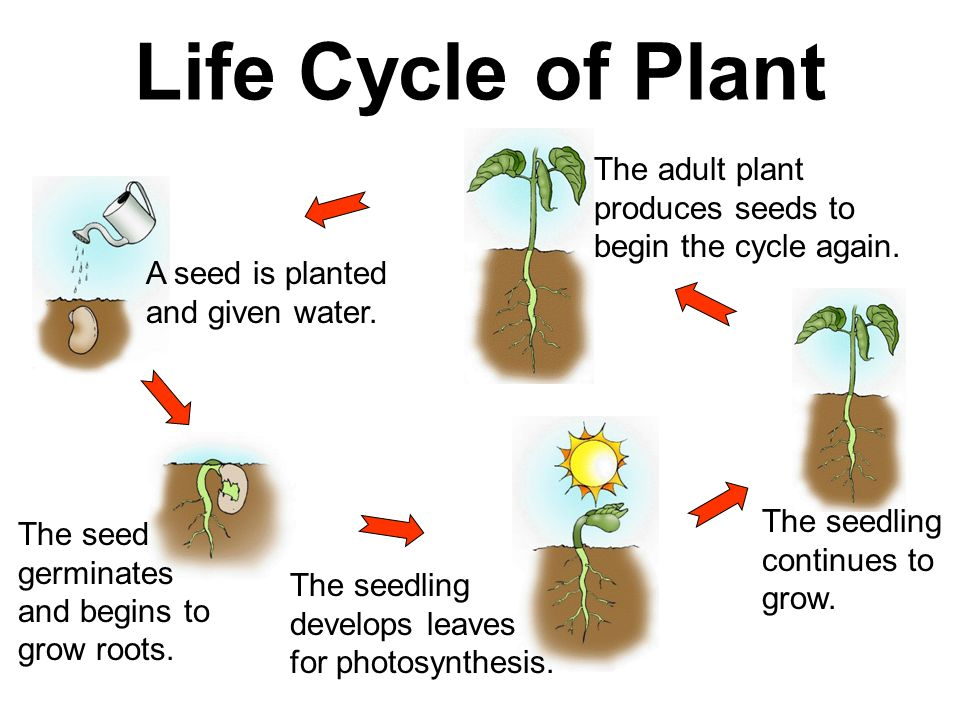 Life Cycle of Plant
The adult plant
produces seeds to
begin the cycle again.
A seed is planted
and given water.
The seed
germinates
and begins to
grow roots.
The seedling
develops leaves
for photosynthesis.
The seedling
continues to
grow.